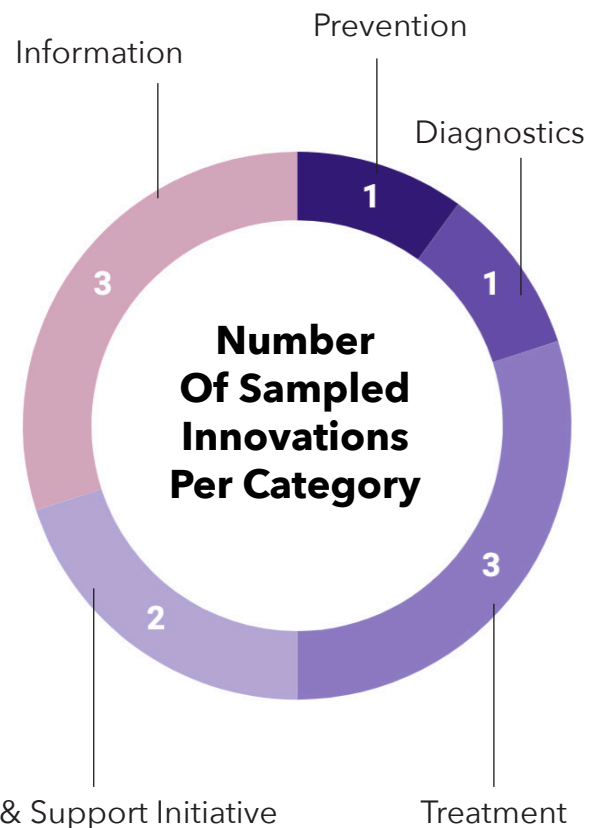 Prevention
Information
Diagnostics
1
1
3
Number
Of Sampled
Innovations
Per Category
3
2
& Support Initiative
Treatment